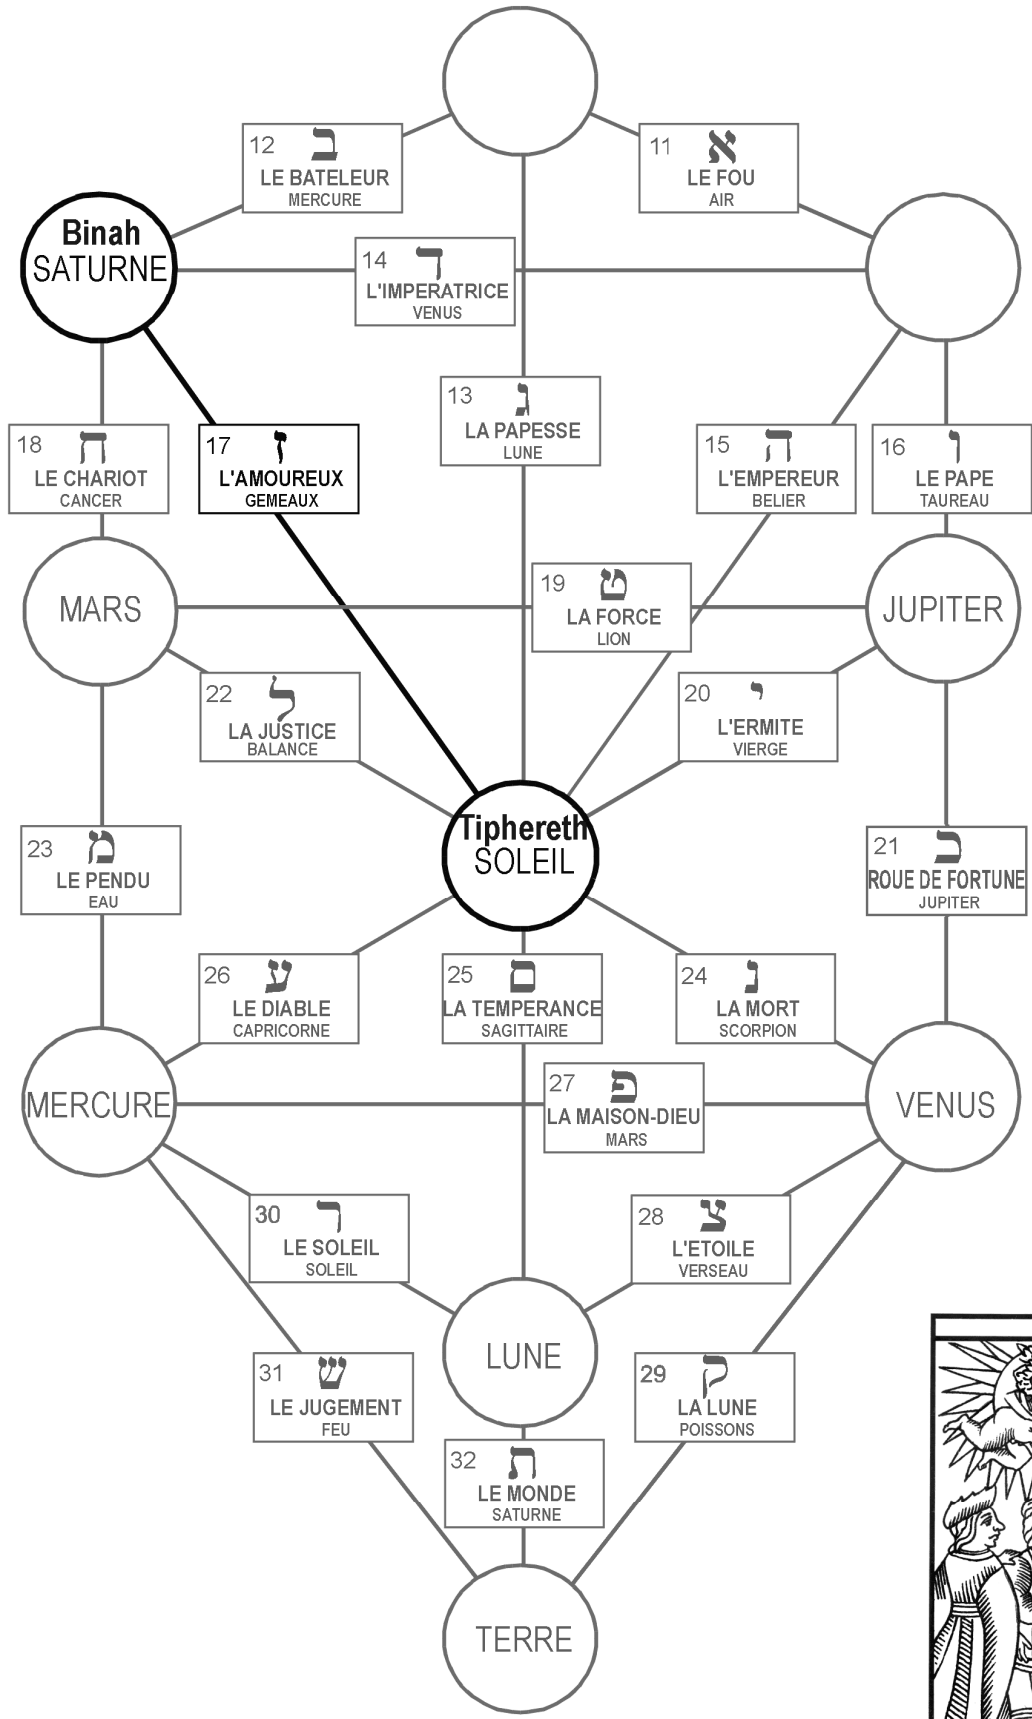 12 ב
LE BATELEUR
MERCURE
11 א
LE FOU
AIR
Binah
SATURNE
14 ד
L'IMPERATRICE
VENUS
13 ג
LA PAPESSE
LUNE
18 ח
LE CHARIOT
CANCER
17 ז
L'AMOUREUX
GEMEAUX
15 ה
L'EMPEREUR
BELIER
16 ו
LE PAPE
TAUREAU
MARS
19 ט
LA FORCE
LION
JUPITER
22 ל
LA JUSTICE
BALANCE
20 י
L'ERMITE
VIERGE
Tiphereth
SOLEIL
23 מ
LE PENDU
EAU
21 כ
ROUE DE FORTUNE
JUPITER
26 ע
LE DIABLE
CAPRICORNE
25 ס
LA TEMPERANCE
SAGITTAIRE
24 נ
LA MORT
SCORPION
MERCURE
27 פ
LA MAISON-DIEU
MARS
VENUS
30 ר
LE SOLEIL
SOLEIL
28 צ
L'ETOILE
VERSEAU
LUNE
31 ש
LE JUGEMENT
FEU
29 ק
LA LUNE
POISSONS
32 ת
LE MONDE
SATURNE
TERRE